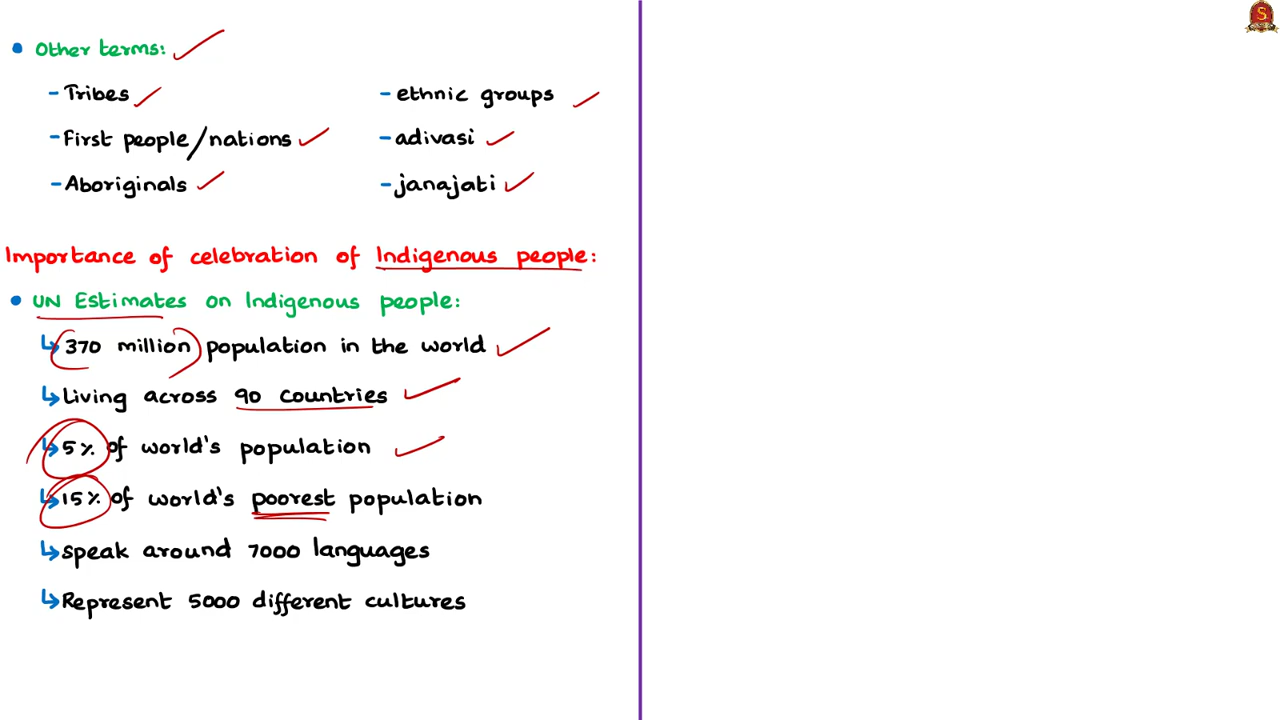 • Other terms:
- Tribes - ethnic groups
- First people/nations - adivasi
- Aboriginals - janajati
Importance of celebration of Indigenous people:
• UN Estimates on Indigenous people:
↳ 370 million population in the world
↳ Living across 90 countries
↳ 5% of world's population
↳ 15% of world's poorest population
↳ speak around 7000 languages
↳ Represent 5000 different cultures
S